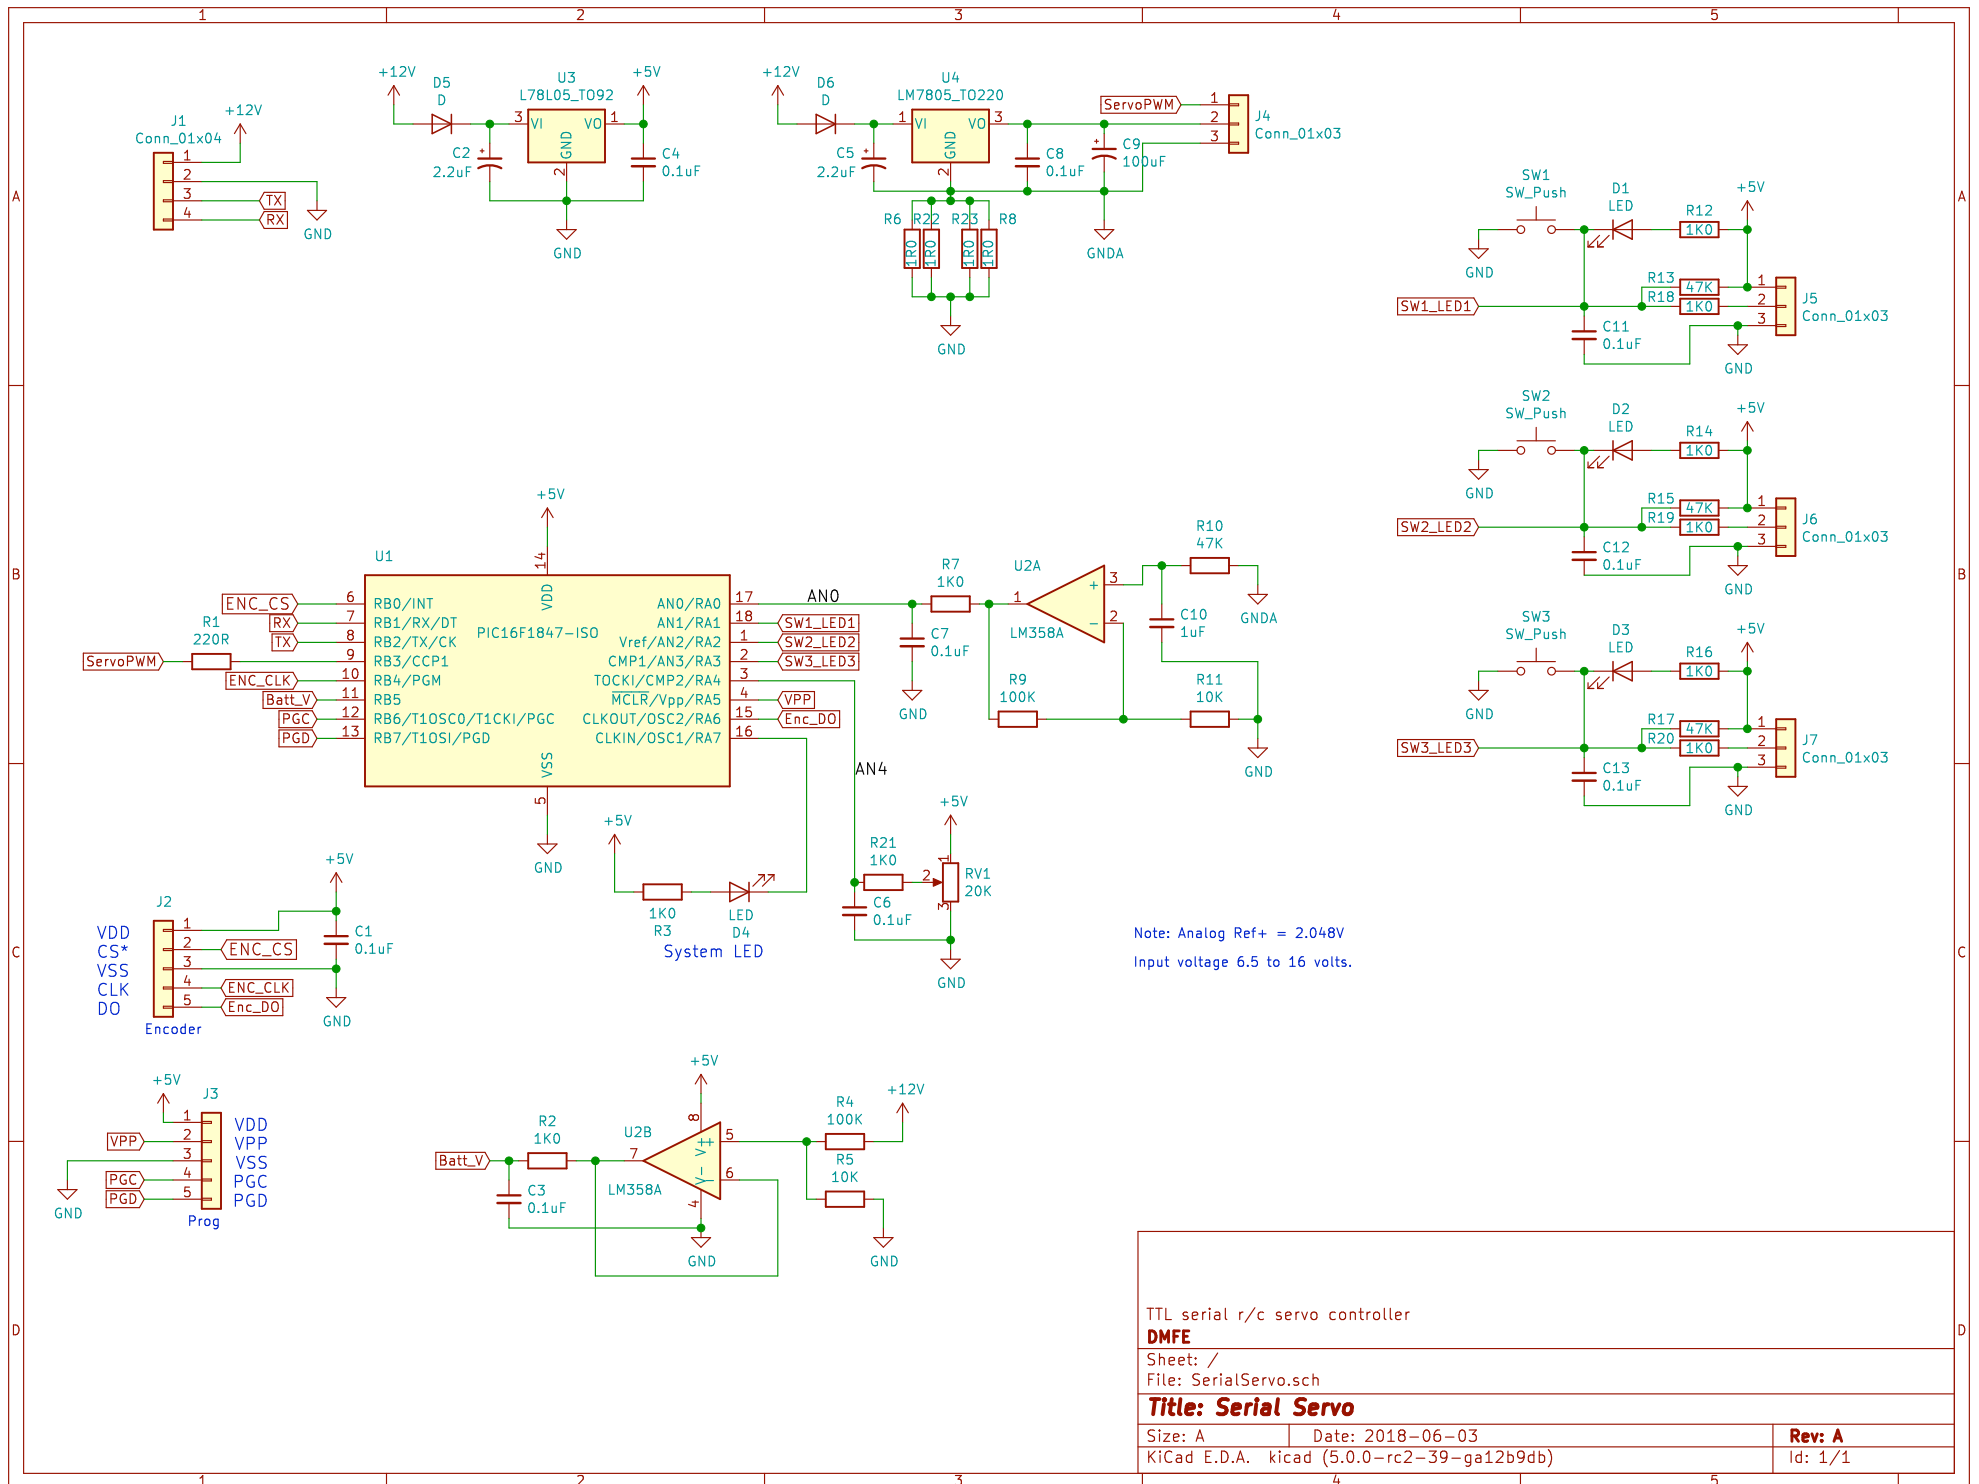 1 2 3 4 5
A
B
C
D
A
B
C
D
1 2 3 4 5
J1
Conn_01x04
+12V
1
2
3
4
TX
RX
GND
+12V
D5
D
U3
L78L05_TO92
+5V
3 VI VO 1
GND
2
C2
2.2uF
C4
0.1uF
GND
+12V
D6
D
U4
LM7805_TO220
1 VI VO 3
GND
2
C5
2.2uF
C8
0.1uF
C9
100uF
ServoPWM
1
2
3
J4
Conn_01x03
R6 R22 R23 R8
1R0 1R0 1R0 1R0
GND
GNDA
SW1
SW_Push
D1
LED
R12
1K0
+5V
GND
R13
47K
R18
1K0
SW1_LED1
C11
0.1uF
1
2
3
J5
Conn_01x03
GND
SW2
SW_Push
D2
LED
R14
1K0
+5V
GND
R15
47K
R19
1K0
SW2_LED2
C12
0.1uF
1
2
3
J6
Conn_01x03
GND
SW3
SW_Push
D3
LED
R16
1K0
+5V
GND
R17
47K
R20
1K0
SW3_LED3
C13
0.1uF
1
2
3
J7
Conn_01x03
GND
+5V
U1
14
VDD
PIC16F1847-ISO
ENC_CS 6 RB0/INT
RX 7 RB1/RX/DT
TX 8 RB2/TX/CK
R1
220R
ServoPWM 9 RB3/CCP1
ENC_CLK 10 RB4/PGM
Batt_V 11 RB5
PGC 12 RB6/T1OSC0/T1CKI/PGC
PGD 13 RB7/T1OSI/PGD
AN0/RA0 17 AN0
AN1/RA1 18 SW1_LED1
Vref/AN2/RA2 1 SW2_LED2
CMP1/AN3/RA3 2 SW3_LED3
TOCKI/CMP2/RA4 3
MCLR/Vpp/RA5 4 VPP
CLKOUT/OSC2/RA6 15 Enc_DO
CLKIN/OSC1/RA7 16
VSS
5
GND
AN4
R7
1K0
C7
0.1uF
GND
U2A
LM358A
1
3
+
2
-
R10
47K
GNDA
C10
1uF
R9
100K
R11
10K
GND
+5V
1K0
R3
LED
D4
System LED
R21
1K0
C6
0.1uF
+5V
1
2
3
RV1
20K
GND
Note: Analog Ref+ = 2.048V
Input voltage 6.5 to 16 volts.
+5V
J2
VDD 1
CS* 2 ENC_CS
VSS 3
CLK 4 ENC_CLK
DO 5 Enc_DO
Encoder
C1
0.1uF
GND
+5V
J3
1 VDD
VPP 2 VPP
3 VSS
PGC 4 PGC
PGD 5 PGD
Prog
GND
Batt_V
R2
1K0
C3
0.1uF
U2B
LM358A
+5V
8
V+
+
5
7
6
V-
-
4
GND
R4
100K
+12V
R5
10K
GND
TTL serial r/c servo controller
DMFE
Sheet: /
File: SerialServo.sch
Title: Serial Servo
Size: A Date: 2018-06-03 Rev: A
KiCad E.D.A. kicad (5.0.0-rc2-39-ga12b9db) Id: 1/1